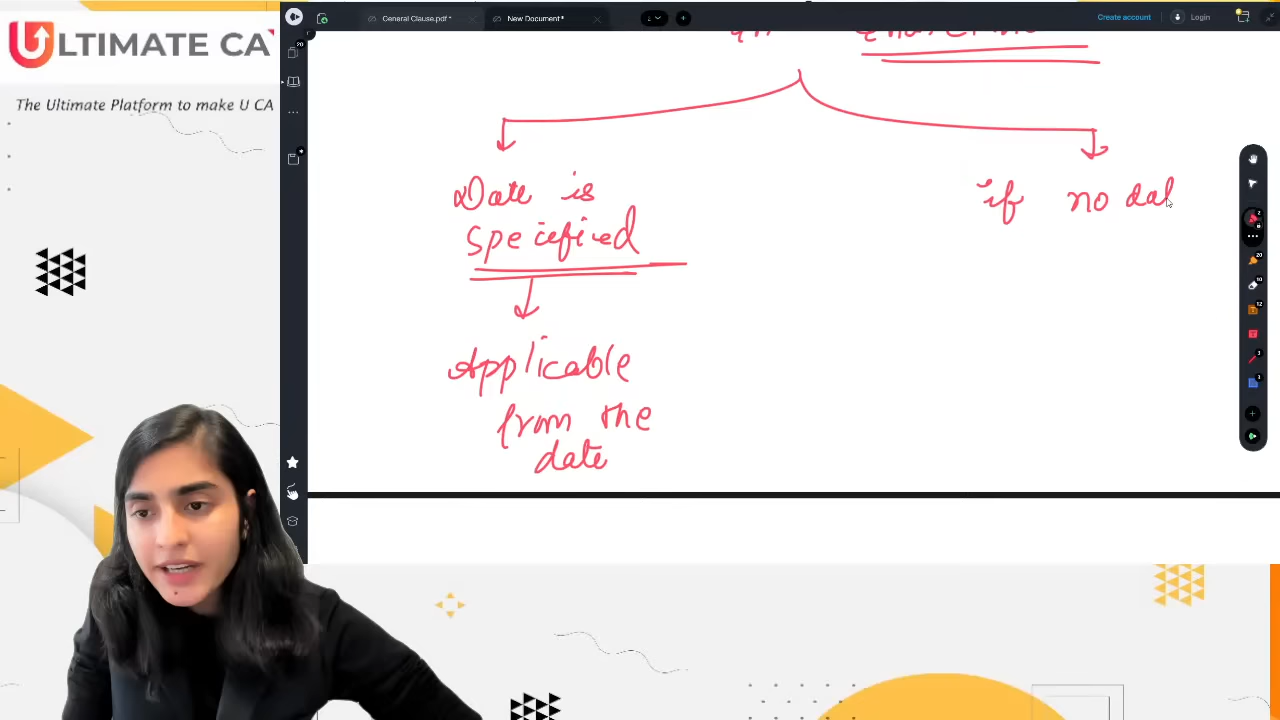 ULTIMATE CA
The Ultimate Platform to make U CA
General Clause.pdf *
New Document*
Create account
Login
Date is
specified
if no dat
Applicable
from the
date